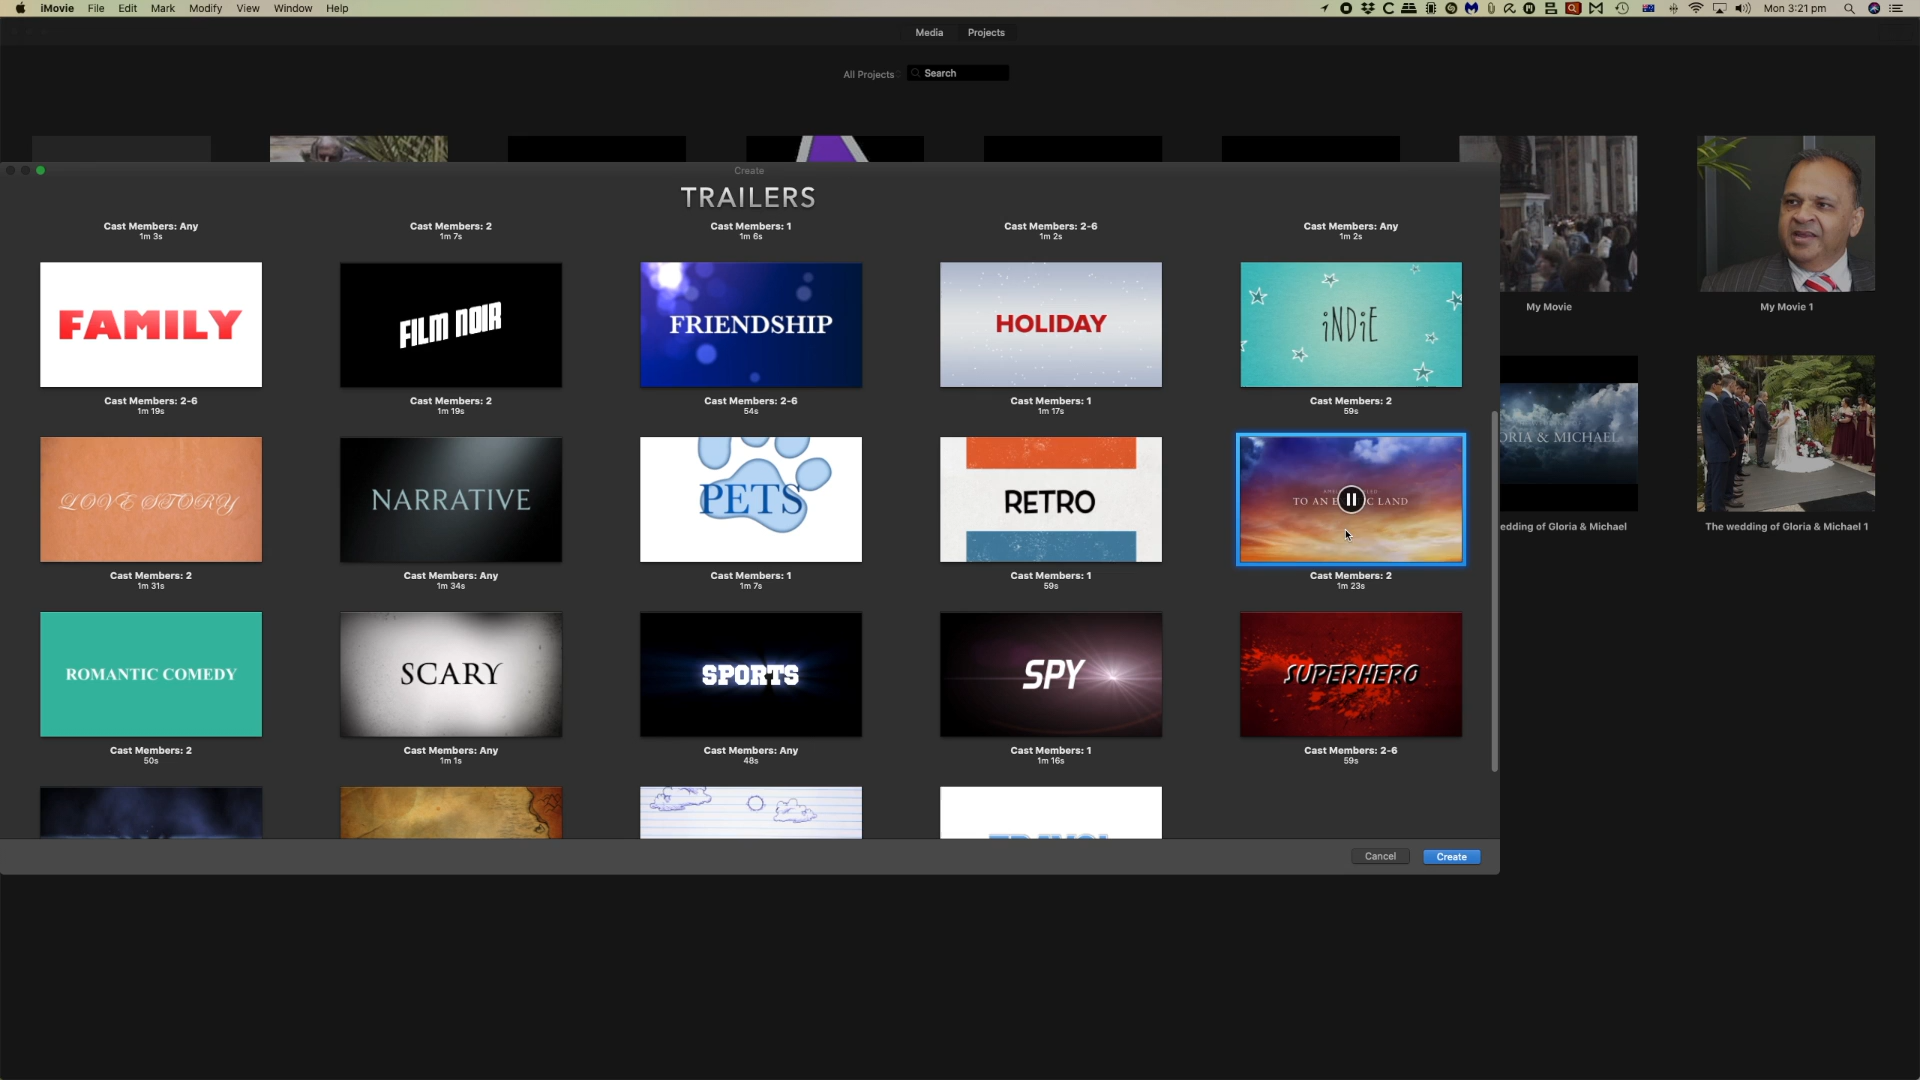 iMovie File Edit Mark Modify View Window Help Mon 3:21 pm
Media Projects
All Projects Search
Create
TRAILERS
Cast Members: Any
1m 3s
Cast Members: 2
1m 7s
Cast Members: 1
1m 6s
Cast Members: 2-6
1m 2s
Cast Members: Any
1m 2s
My Movie
My Movie 1
FAMILY
Cast Members: 2-6
1m 19s
FILM NOIR
Cast Members: 2
1m 19s
FRIENDSHIP
Cast Members: 2-6
54s
HOLIDAY
Cast Members: 1
1m 17s
iNDiE
Cast Members: 2
59s
LOVE STORY
Cast Members: 2
1m 31s
NARRATIVE
Cast Members: Any
1m 34s
PETS
Cast Members: 1
1m 7s
RETRO
Cast Members: 1
59s
TO AN LAND
Cast Members: 2
1m 23s
ORIA & MICHAEL
edding of Gloria & Michael
The wedding of Gloria & Michael 1
ROMANTIC COMEDY
Cast Members: 2
50s
SCARY
Cast Members: Any
1m 1s
SPORTS
Cast Members: Any
48s
SPY
Cast Members: 1
1m 16s
SUPERHERO
Cast Members: 2-6
59s
Cancel Create